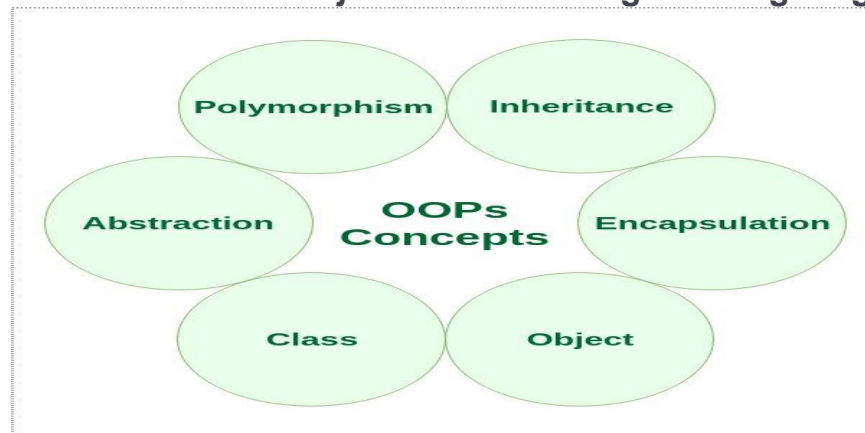 Polymorphism
Inheritance
Abstraction
OOPs
Concepts
Encapsulation
Class
Object